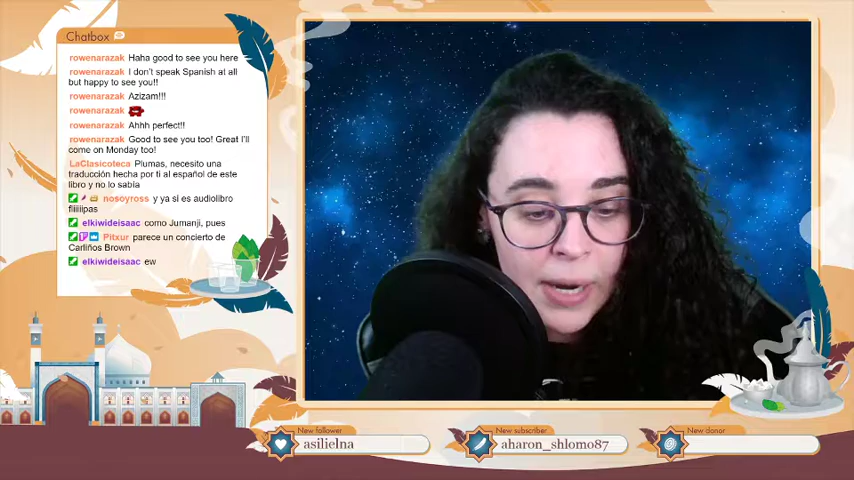 Chatbox
rowenarazak Haha good to see you here
rowenarazak I don't speak Spanish at all
but happy to see you!!
rowenarazak Azizam!!!
rowenarazak
rowenarazak Ahhh perfect!!!
rowenarazak Good to see you too! Great I'll
come on Monday too!
LaClasicoteca Plumas, necesito una
traducción hecha por ti al español de este
libro y no lo sabía
nosoyross y ya si es audiolibro
fliiiiipas
elkiwideisaac como Jumanji, pues
Pitxur parece un concierto de
Carliños Brown
elkiwideisaac ew
New follower
asilielna
New subscriber
aharon_shlomo87
New donor